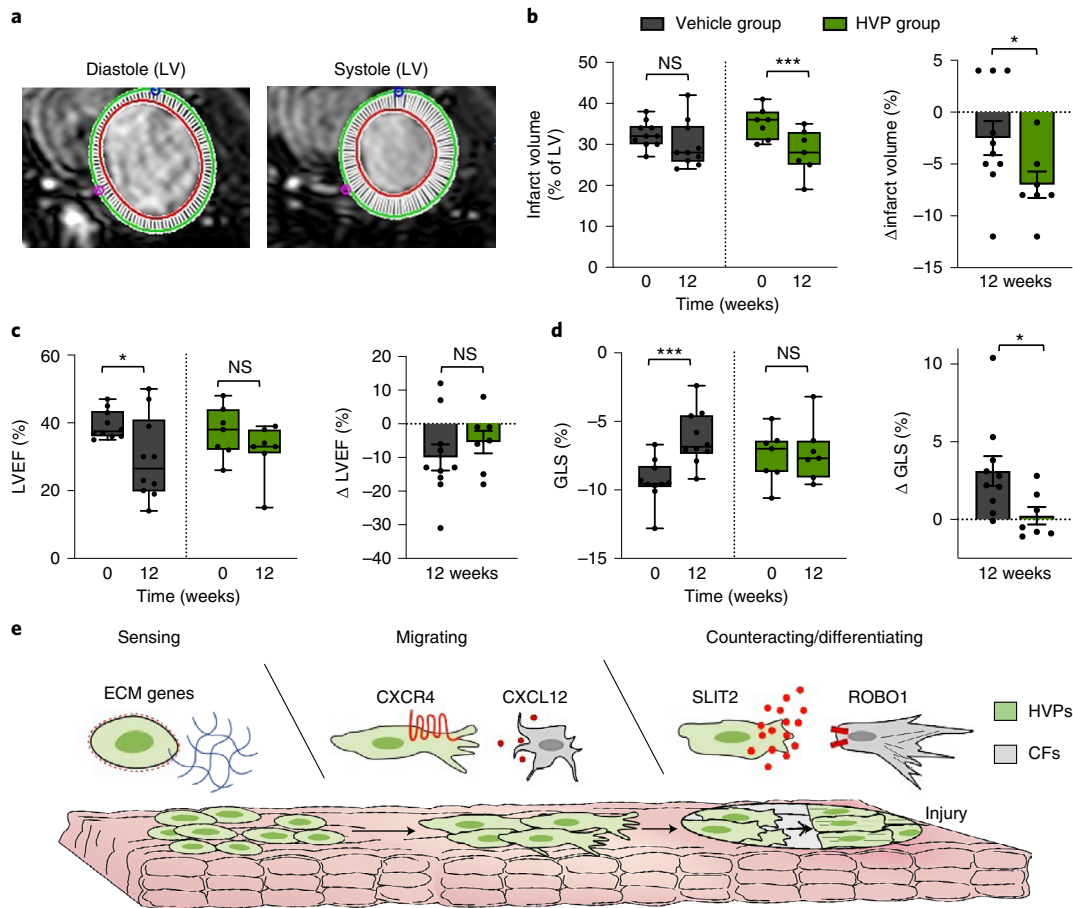 a
Diastole (LV)
Systole (LV)
b
Vehicle group
HVP group
Infarct volume
(% of LV)
50
40
30
20
10
0
NS
***
0
12
0
12
Time (weeks)
Δinfarct volume (%)
5
0
–5
–10
–15
*
12 weeks
c
LVEF (%)
60
40
20
0
*
NS
0
12
0
12
Time (weeks)
Δ LVEF (%)
20
10
0
–10
–20
–30
–40
NS
12 weeks
d
GLS (%)
–0
–5
–10
–15
***
NS
0
12
0
12
Time (weeks)
Δ GLS (%)
10
5
0
*
12 weeks
e
Sensing
Migrating
Counteracting/differentiating
ECM genes
CXCR4
CXCL12
SLIT2
ROBO1
HVPs
CFs
Injury